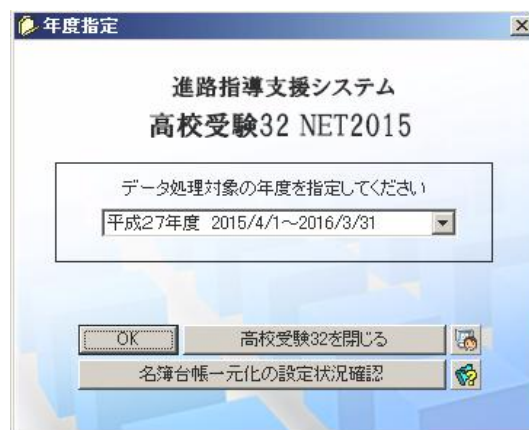 年度指定
進路指導支援システム
高校受験32 NET2015
データ処理対象の年度を指定してください
平成27年度 2015/4/1～2016/3/31
OK
高校受験32を閉じる
名簿台帳一元化の設定状況確認